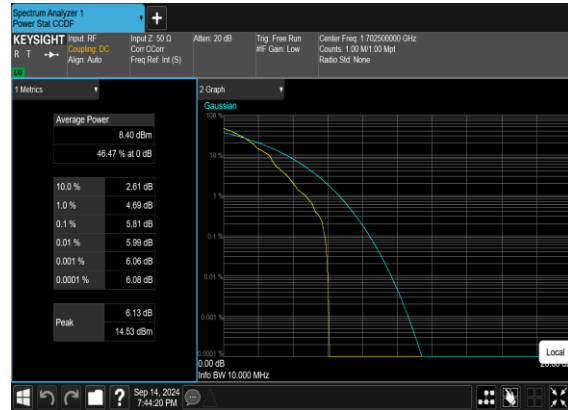 Spectrum Analyzer 1
Power Stat CCDF
KEYSIGHT
R T
LXI
Input: RF
Coupling: DC
Align: Auto
Input Z: 50 Ω
Corr CCorr
Freq Ref: Int (S)
Atten: 20 dB
Trig: Free Run
#IF Gain: Low
Center Freq: 1.702500000 GHz
Counts: 1.00 M/1.00 Mpt
Radio Std: None
1 Metrics
Average Power
8.40 dBm
46.47 % at 0 dB
10.0 % 2.61 dB
1.0 % 4.69 dB
0.1 % 5.81 dB
0.01 % 5.99 dB
0.001 % 6.06 dB
0.0001 % 6.08 dB
Peak
6.13 dB
14.53 dBm
2 Graph
Gaussian
100 %
10 %
1 %
0.1 %
0.01 %
0.001 %
0.0001 %
0.00 dB
Info BW 10.000 MHz
Local
?
Sep 14, 2024
7:44:20 PM